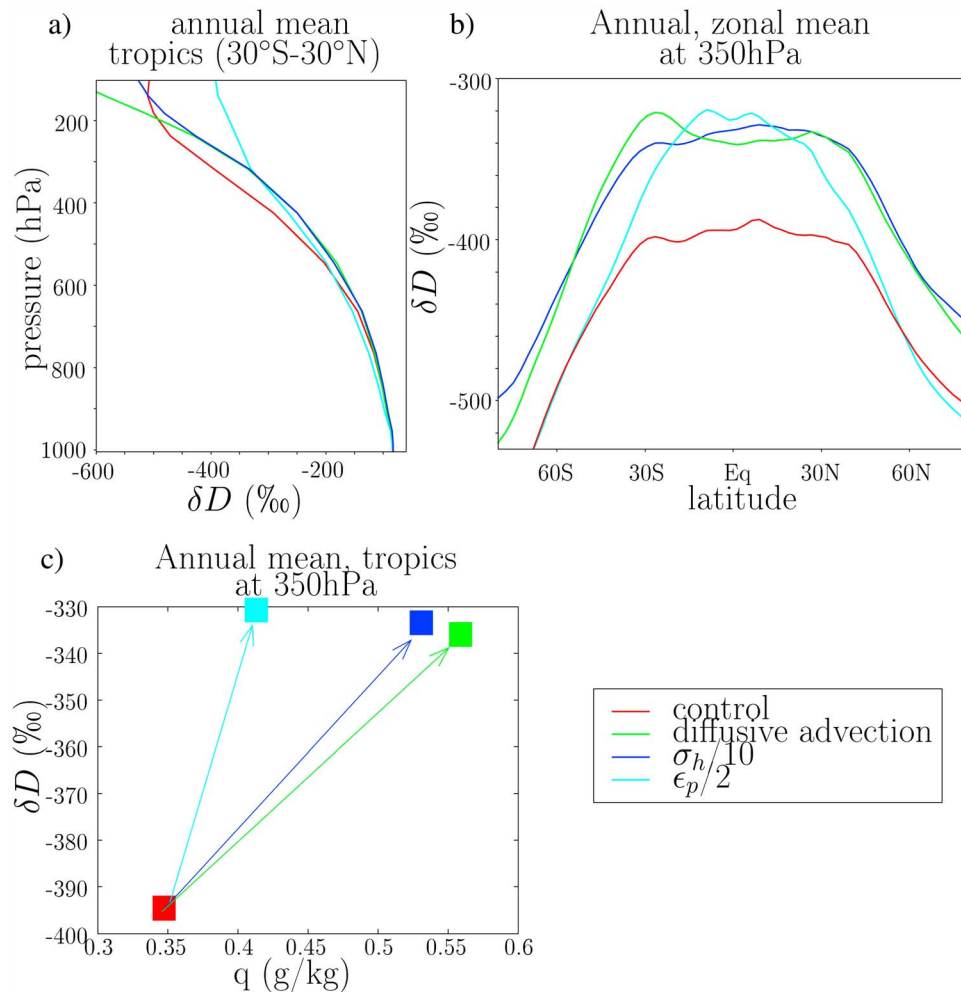 a)
annual mean
tropics (30°S-30°N)
200
400
600
800
1000
pressure (hPa)
-600
-400
-200
δD (‰)
b)
Annual, zonal mean
at 350hPa
-300
-400
-500
δD (‰)
60S
30S
Eq
30N
60N
latitude
c)
Annual mean, tropics
at 350hPa
-330
-340
-350
-360
-370
-380
-390
-400
δD (‰)
0.3
0.35
0.4
0.45
0.5
0.55
0.6
q (g/kg)
control
diffusive advection
σ_h/10
ϵ_p/2